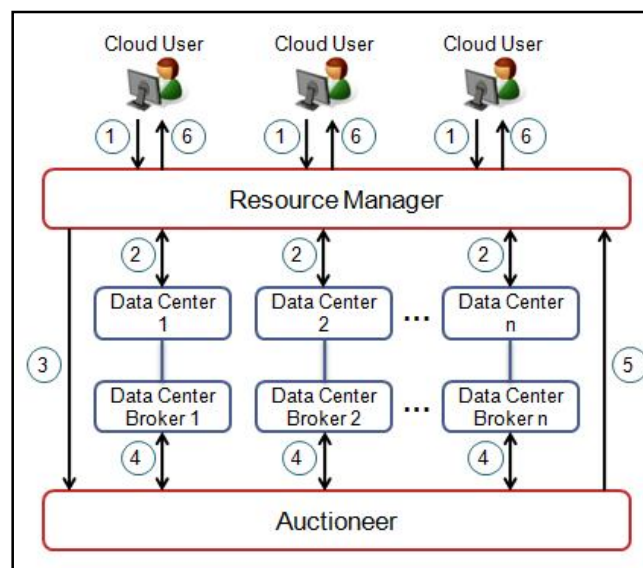 Cloud User Cloud User Cloud User
1 6 1 6 1 6
Resource Manager
2 2 2
Data Center Data Center Data Center
1 2 ... n
3 5
Data Center Data Center Data Center
Broker 1 Broker 2 ... Broker n
4 4 4
Auctioneer